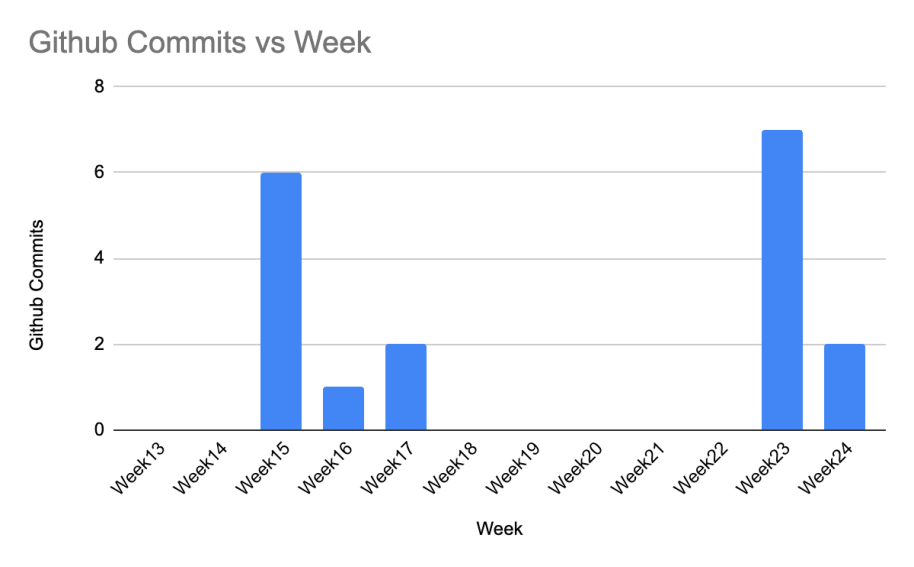 Github Commits vs Week
8
6
4
2
0
Github Commits
Week13
Week14
Week15
Week16
Week17
Week18
Week19
Week20
Week21
Week22
Week23
Week24
Week